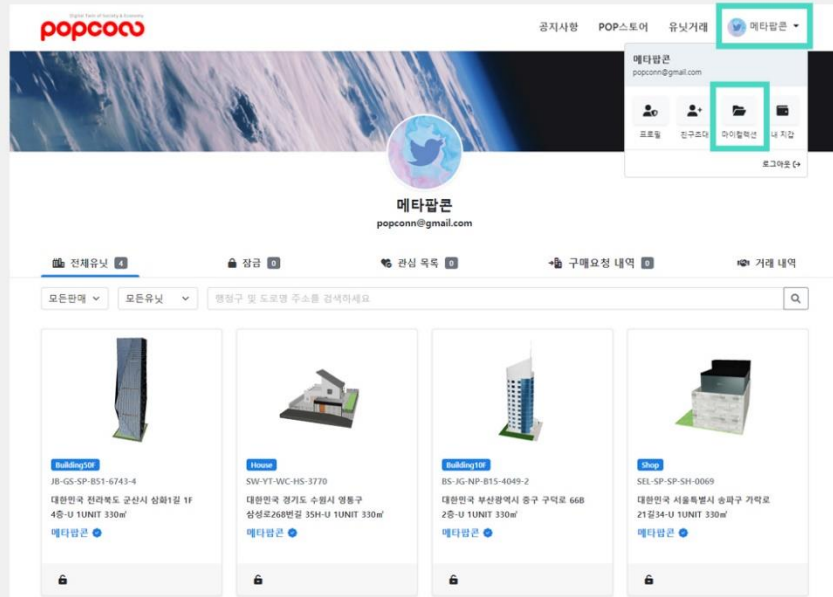 Digital Twin of Society & Economy
popcon
공지사항 POP스토어 유닛거래 메타팝콘
메타팝콘
popconn@gmail.com
프로필 친구초대 마이컬렉션 내 지갑
로그아웃
메타팝콘
popconn@gmail.com
전체유닛 4 잠금 0 관심 목록 0 구매요청 내역 0 거래 내역
모든판매 모든유닛 행정구 및 도로명 주소를 검색하세요
Building50F
JB-GS-SP-B51-6743-4
대한민국 전라북도 군산시 삼화1길 1F
4층-U 1UNIT 330㎡
메타팝콘
House
SW-YT-WC-HS-3770
대한민국 경기도 수원시 영통구
삼성로268번길 35H-U 1UNIT 330㎡
메타팝콘
Building10F
BS-JG-NP-B15-4049-2
대한민국 부산광역시 중구 구덕로 66B
2층-U 1UNIT 330㎡
메타팝콘
Shop
SEL-SP-SP-SH-0069
대한민국 서울특별시 송파구 가락로
21길34-U 1UNIT 330㎡
메타팝콘